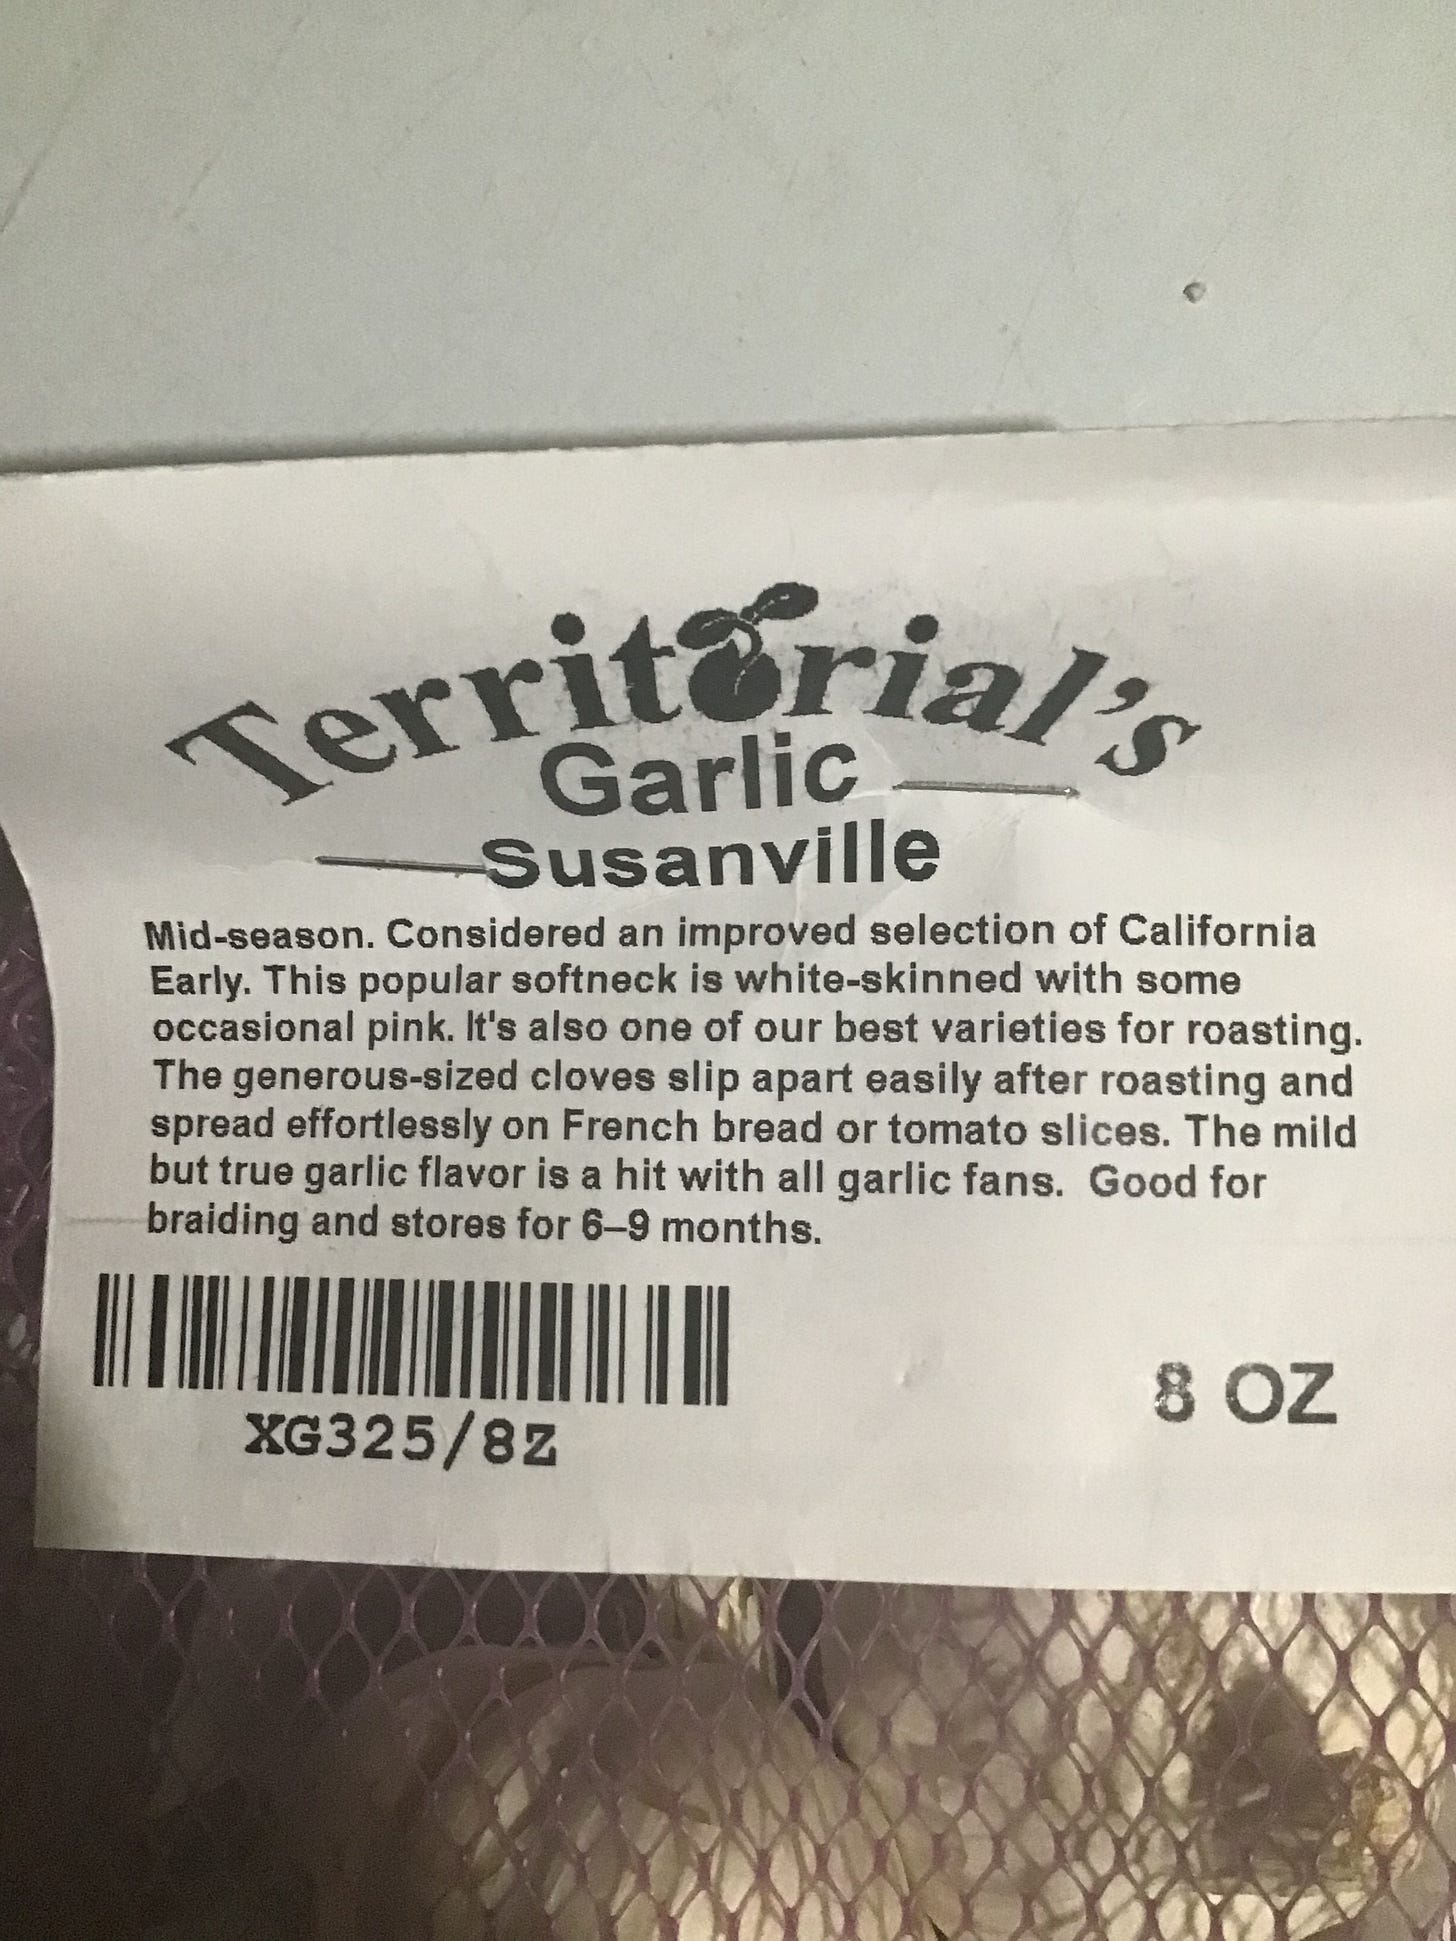 Territorial's
Garlic
Susanville
Mid-season. Considered an improved selection of California
Early. This popular softneck is white-skinned with some
occasional pink. It's also one of our best varieties for roasting.
The generous-sized cloves slip apart easily after roasting and
spread effortlessly on French bread or tomato slices. The mild
but true garlic flavor is a hit with all garlic fans.  Good for
braiding and stores for 6–9 months.
XG325/8Z
8 OZ